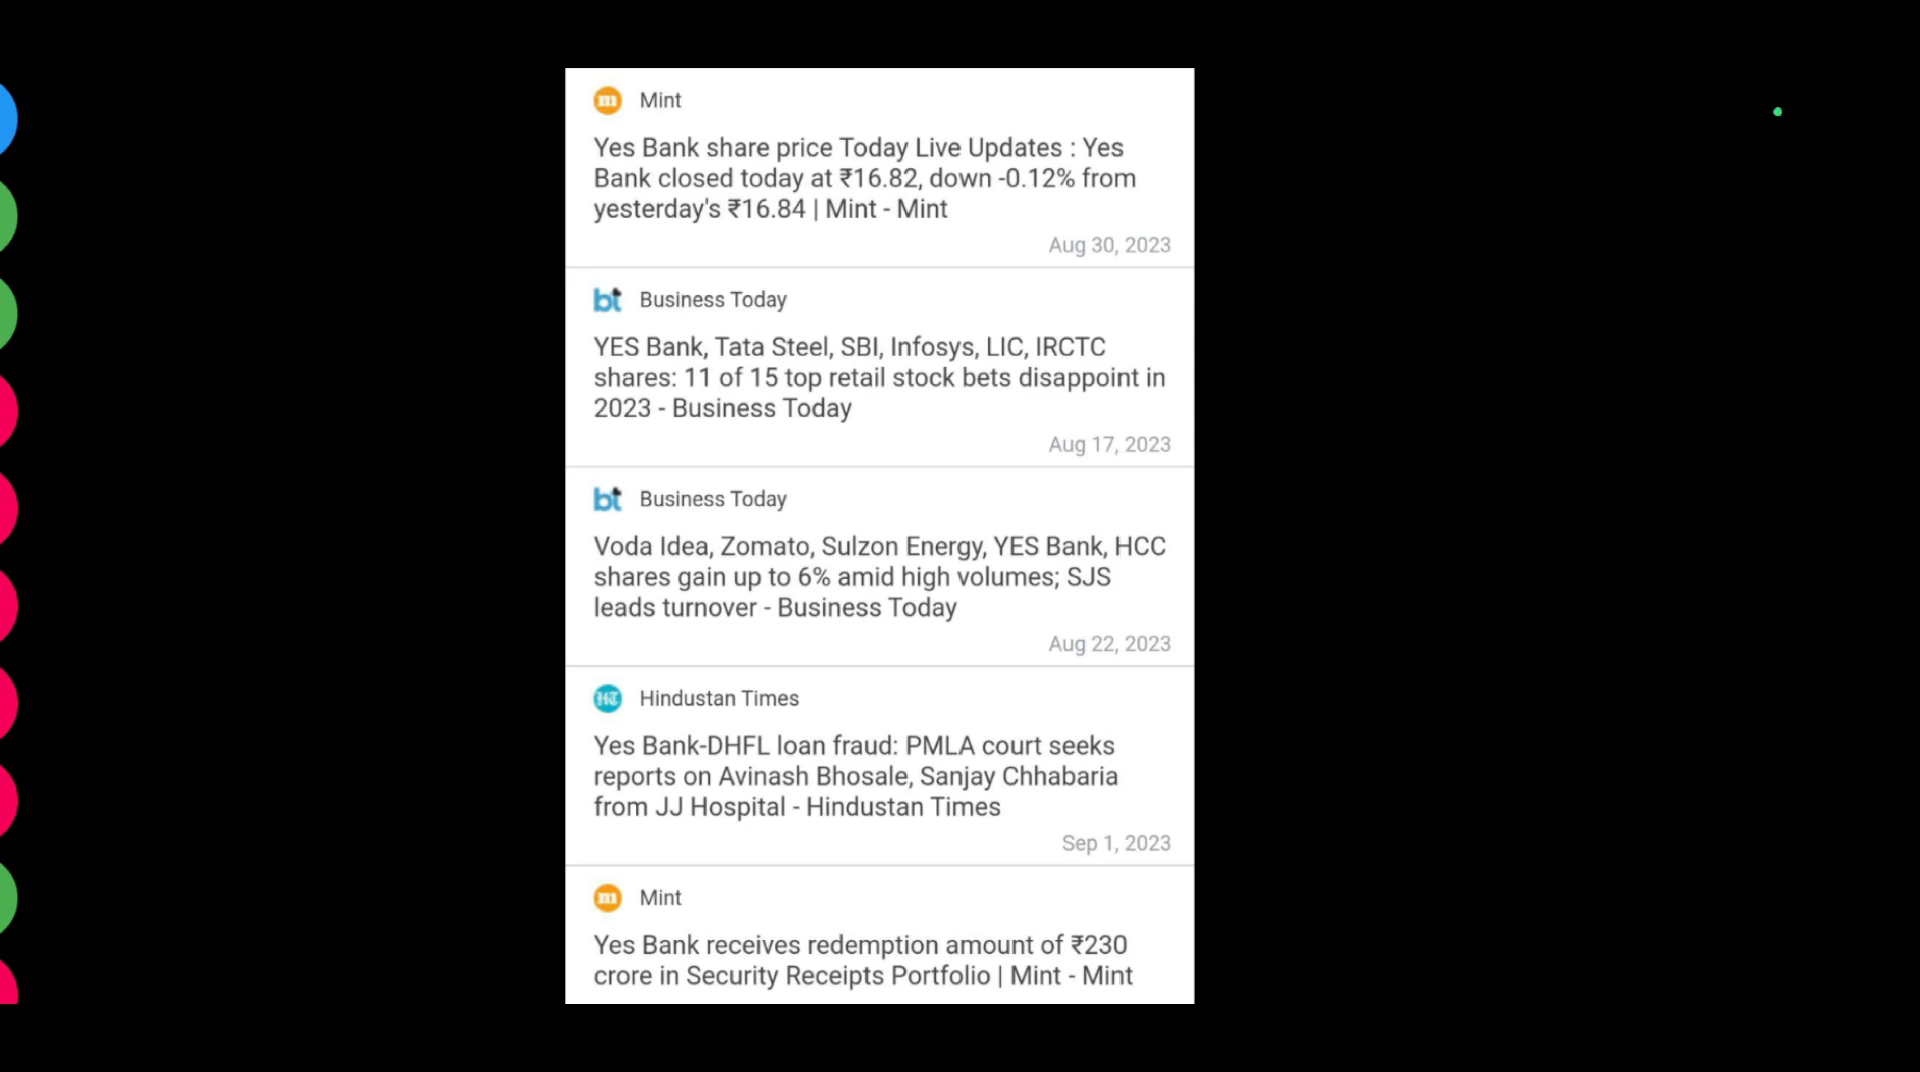 Mint
Yes Bank share price Today Live Updates : Yes
Bank closed today at ₹16.82, down -0.12% from
yesterday's ₹16.84 | Mint - Mint
Aug 30, 2023
Business Today
YES Bank, Tata Steel, SBI, Infosys, LIC, IRCTC
shares: 11 of 15 top retail stock bets disappoint in
2023 - Business Today
Aug 17, 2023
Business Today
Voda Idea, Zomato, Sulzon Energy, YES Bank, HCC
shares gain up to 6% amid high volumes; SJS
leads turnover - Business Today
Aug 22, 2023
Hindustan Times
Yes Bank-DHFL loan fraud: PMLA court seeks
reports on Avinash Bhosale, Sanjay Chhabaria
from JJ Hospital - Hindustan Times
Sep 1, 2023
Mint
Yes Bank receives redemption amount of ₹230
crore in Security Receipts Portfolio | Mint - Mint